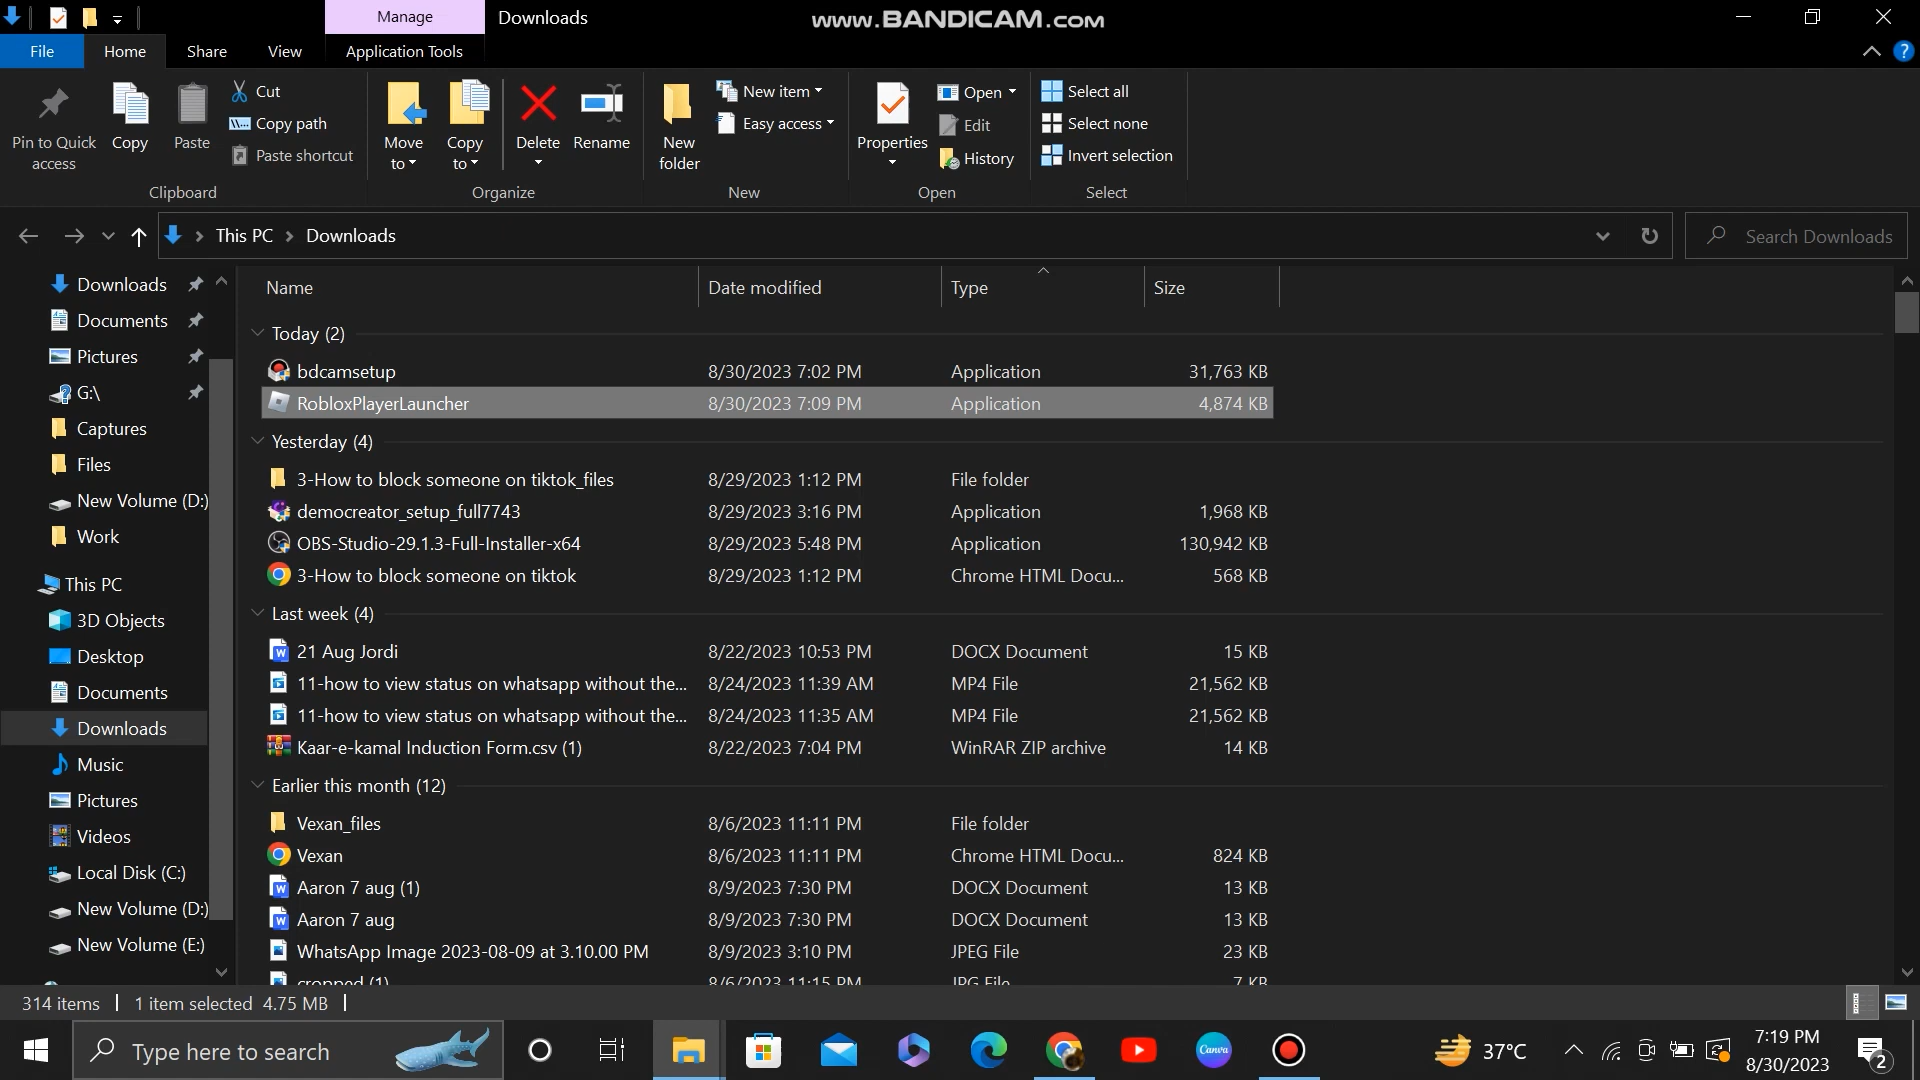 Manage
Downloads
www.BANDICAM.com
File
Home
Share
View
Application Tools
Pin to Quick access
Copy
Paste
Cut
Copy path
Paste shortcut
Clipboard
Move to
Copy to
Delete
Rename
Organize
New folder
New item
Easy access
New
Properties
Open
Edit
History
Open
Select all
Select none
Invert selection
Select
This PC
Downloads
Search Downloads
Downloads
Documents
Pictures
G:\
Captures
Files
New Volume (D:)
Work
This PC
3D Objects
Desktop
Documents
Downloads
Music
Pictures
Videos
Local Disk (C:)
New Volume (D:)
New Volume (E:)
Name Date modified Type Size
Today (2)
bdcamsetup 8/30/2023 7:02 PM Application 31,763 KB
RobloxPlayerLauncher 8/30/2023 7:09 PM Application 4,874 KB
Yesterday (4)
3-How to block someone on tiktok_files 8/29/2023 1:12 PM File folder
democreator_setup_full7743 8/29/2023 3:16 PM Application 1,968 KB
OBS-Studio-29.1.3-Full-Installer-x64 8/29/2023 5:48 PM Application 130,942 KB
3-How to block someone on tiktok 8/29/2023 1:12 PM Chrome HTML Docu... 568 KB
Last week (4)
21 Aug Jordi 8/22/2023 10:53 PM DOCX Document 15 KB
11-how to view status on whatsapp without the... 8/24/2023 11:39 AM MP4 File 21,562 KB
11-how to view status on whatsapp without the... 8/24/2023 11:35 AM MP4 File 21,562 KB
Kaar-e-kamal Induction Form.csv (1) 8/22/2023 7:04 PM WinRAR ZIP archive 14 KB
Earlier this month (12)
Vexan_files 8/6/2023 11:11 PM File folder
Vexan 8/6/2023 11:11 PM Chrome HTML Docu... 824 KB
Aaron 7 aug (1) 8/9/2023 7:30 PM DOCX Document 13 KB
Aaron 7 aug 8/9/2023 7:30 PM DOCX Document 13 KB
WhatsApp Image 2023-08-09 at 3.10.00 PM 8/9/2023 3:10 PM JPEG File 23 KB
cropped (1) 8/6/2023 11:15 PM JPG File 7 KB
314 items
1 item selected 4.75 MB
Type here to search
Canva
37°C
7:19 PM
8/30/2023
2